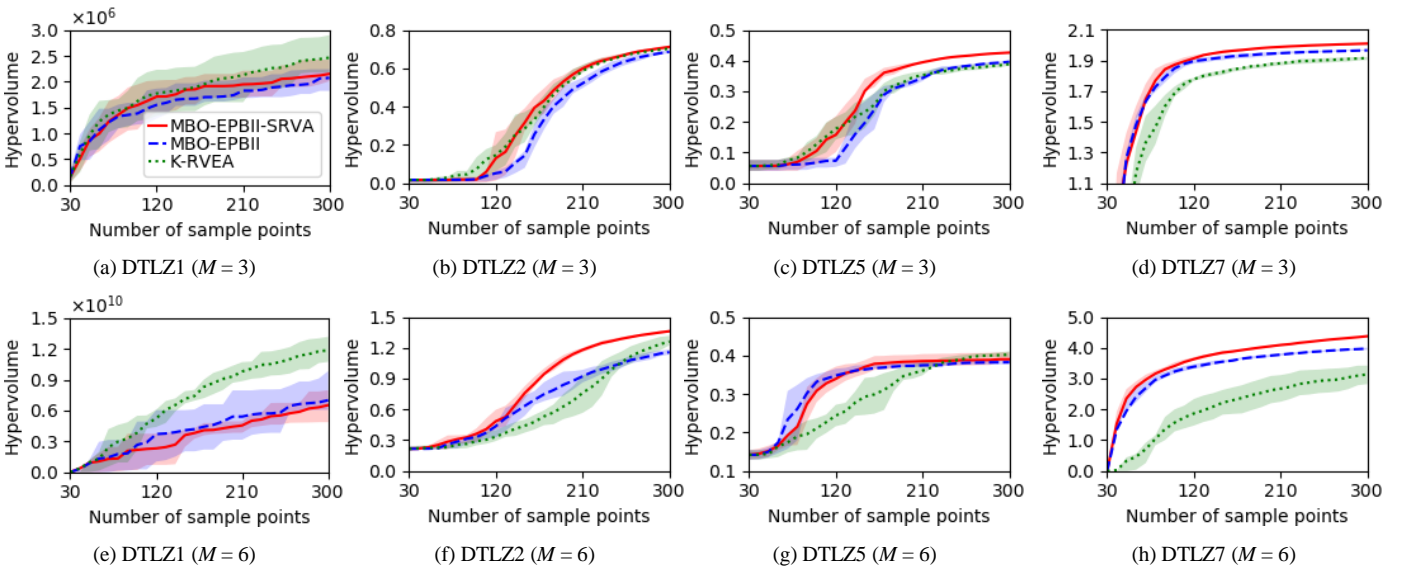 ×10⁶
Hypervolume
3.0
2.5
2.0
1.5
1.0
0.5
0.0
MBO-EPBII-SRVA
MBO-EPBII
K-RVEA
30 120 210 300
Number of sample points
(a) DTLZ1 (M = 3)
Hypervolume
0.8
0.6
0.4
0.2
0.0
30 120 210 300
Number of sample points
(b) DTLZ2 (M = 3)
Hypervolume
0.5
0.4
0.3
0.2
0.1
0.0
30 120 210 300
Number of sample points
(c) DTLZ5 (M = 3)
Hypervolume
2.1
1.9
1.7
1.5
1.3
1.1
30 120 210 300
Number of sample points
(d) DTLZ7 (M = 3)
×10¹⁰
Hypervolume
1.5
1.2
0.9
0.6
0.3
0.0
30 120 210 300
Number of sample points
(e) DTLZ1 (M = 6)
Hypervolume
1.5
1.2
0.9
0.6
0.3
0.0
30 120 210 300
Number of sample points
(f) DTLZ2 (M = 6)
Hypervolume
0.5
0.4
0.3
0.2
0.1
30 120 210 300
Number of sample points
(g) DTLZ5 (M = 6)
Hypervolume
5.0
4.0
3.0
2.0
1.0
0.0
30 120 210 300
Number of sample points
(h) DTLZ7 (M = 6)